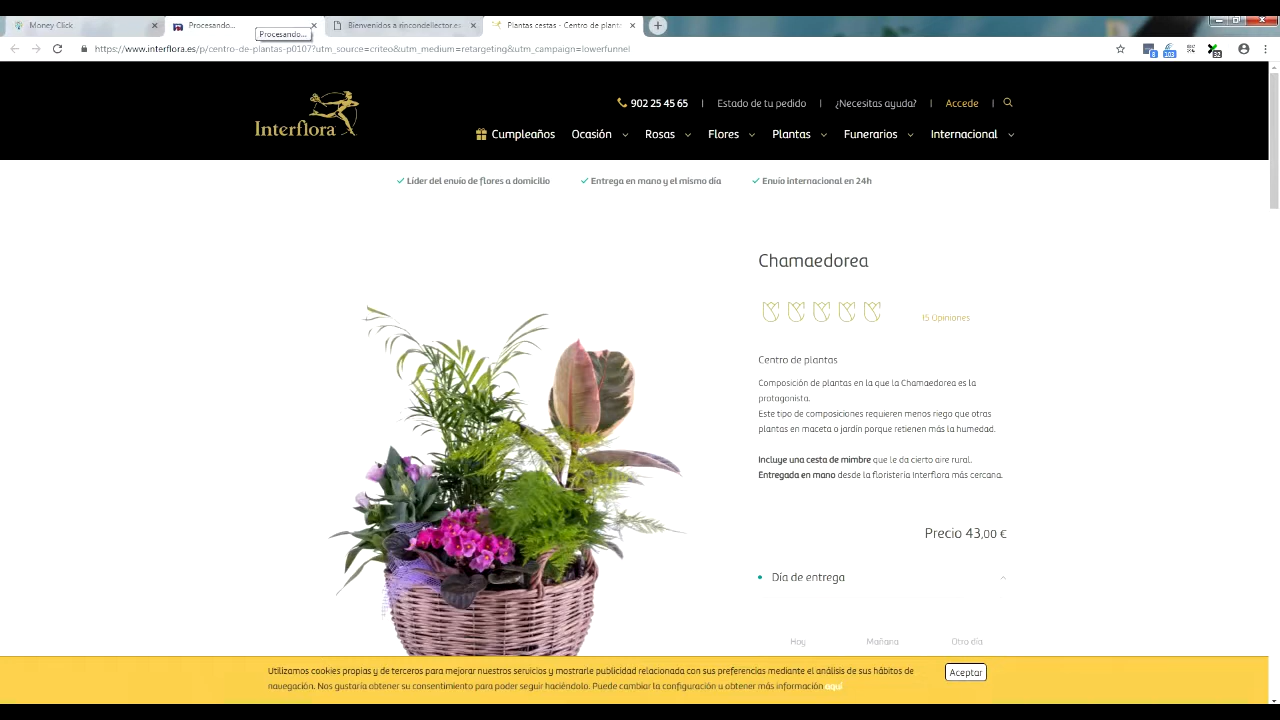 Money Click
Procesando...
Bienvenidos a rincondellector.es
Plantas cestas - Centro de plant
Procesando...
https://www.interflora.es/p/centro-de-plantas-p0107?utm_source=criteo&utm_medium=retargeting&utm_campaign=lowerfunnel
8
103
32
Interflora
902 25 45 65
Estado de tu pedido
¿Necesitas ayuda?
Accede
Cumpleaños
Ocasión
Rosas
Flores
Plantas
Funerarios
Internacional
Líder del envío de flores a domicilio
Entrega en mano y el mismo día
Envío internacional en 24h
Chamaedorea
15 Opiniones
Centro de plantas
Composición de plantas en la que la Chamaedorea es la
protagonista.
Este tipo de composiciones requieren menos riego que otras
plantas en maceta o jardín porque retienen más la humedad.
Incluye una cesta de mimbre que le da cierto aire rural.
Entregada en mano desde la floristería Interflora más cercana.
Precio 43,00 €
Día de entrega
Hoy
Mañana
Otro día
Utilizamos cookies propias y de terceros para mejorar nuestros servicios y mostrarle publicidad relacionada con sus preferencias mediante el análisis de sus hábitos de
navegación. Nos gustaría obtener su consentimiento para poder seguir haciéndolo. Puede cambiar la configuración u obtener más información aquí
Aceptar